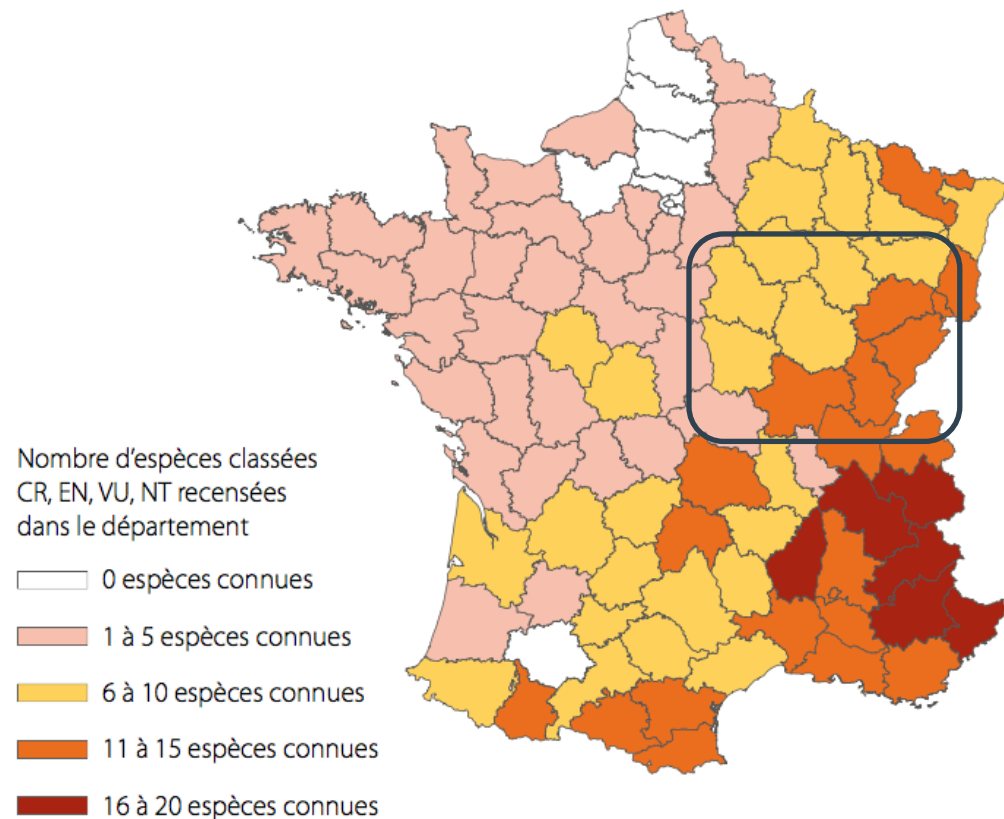 Nombre d'espèces classées
CR, EN, VU, NT recensées
dans le département
0 espèces connues
1 à 5 espèces connues
6 à 10 espèces connues
11 à 15 espèces connues
16 à 20 espèces connues